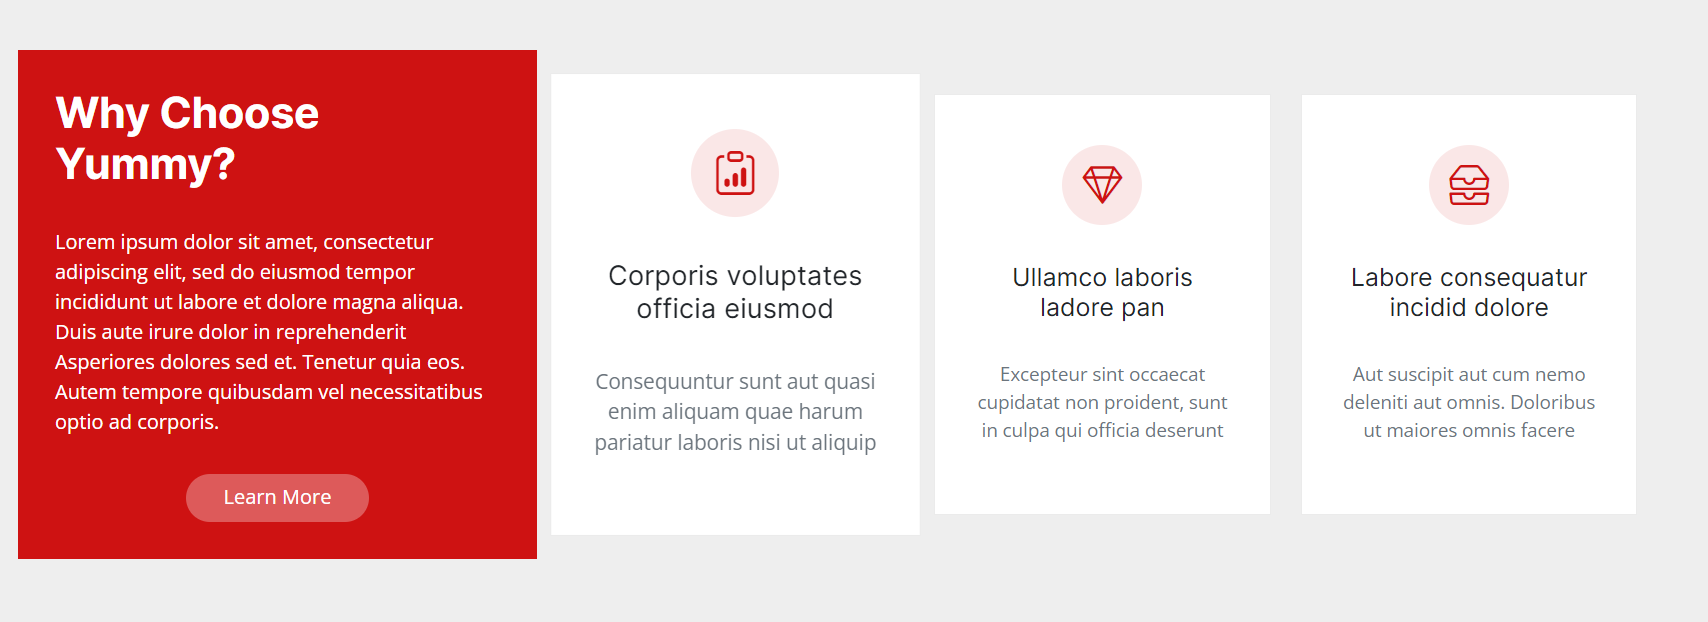 Why Choose
Yummy?
Lorem ipsum dolor sit amet, consectetur
adipiscing elit, sed do eiusmod tempor
incididunt ut labore et dolore magna aliqua.
Duis aute irure dolor in reprehenderit
Asperiores dolores sed et. Tenetur quia eos.
Autem tempore quibusdam vel necessitatibus
optio ad corporis.
Learn More
Corporis voluptates
officia eiusmod
Consequuntur sunt aut quasi
enim aliquam quae harum
pariatur laboris nisi ut aliquip
Ullamco laboris
ladore pan
Excepteur sint occaecat
cupidatat non proident, sunt
in culpa qui officia deserunt
Labore consequatur
incidid dolore
Aut suscipit aut cum nemo
deleniti aut omnis. Doloribus
ut maiores omnis facere